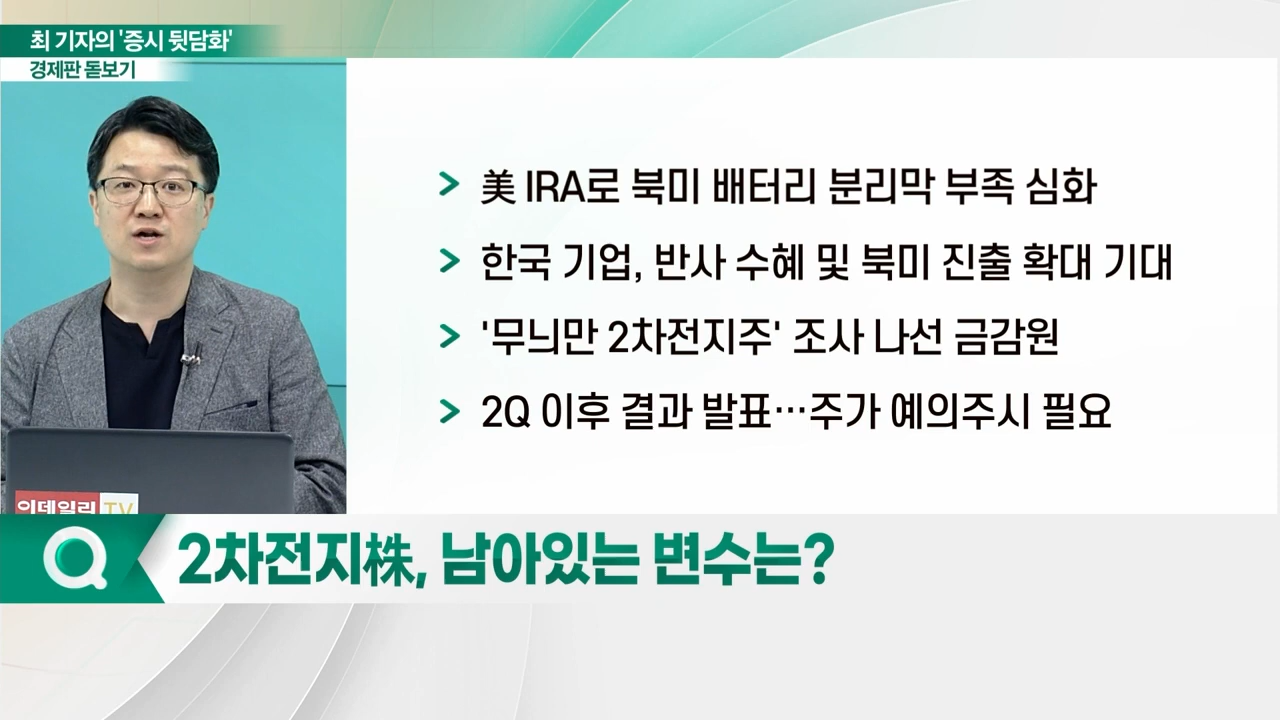 최 기자의 '증시 뒷담화'
경제판 돋보기
美 IRA로 북미 배터리 분리막 부족 심화
한국 기업, 반사 수혜 및 북미 진출 확대 기대
'무늬만 2차전지주' 조사 나선 금감원
2Q 이후 결과 발표…주가 예의주시 필요
이데일리 TV
2차전지株, 남아있는 변수는?